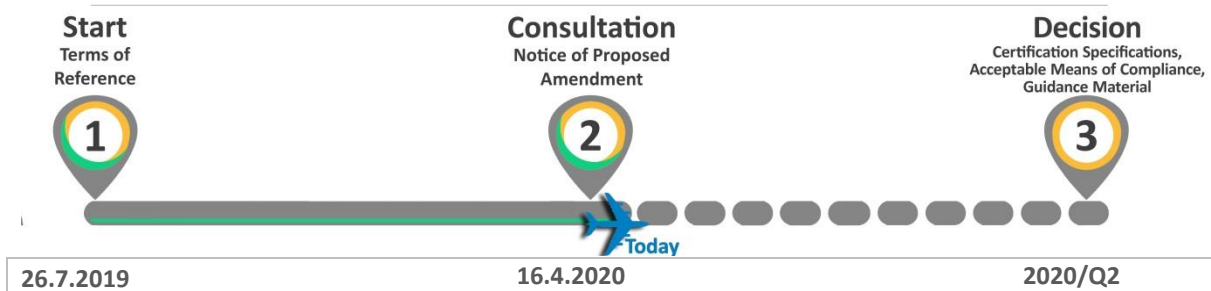 Start
Terms of
Reference
Consultation
Notice of Proposed
Amendment
Decision
Certification Specifications,
Acceptable Means of Compliance,
Guidance Material
1
2
3
Today
26.7.2019
16.4.2020
2020/Q2